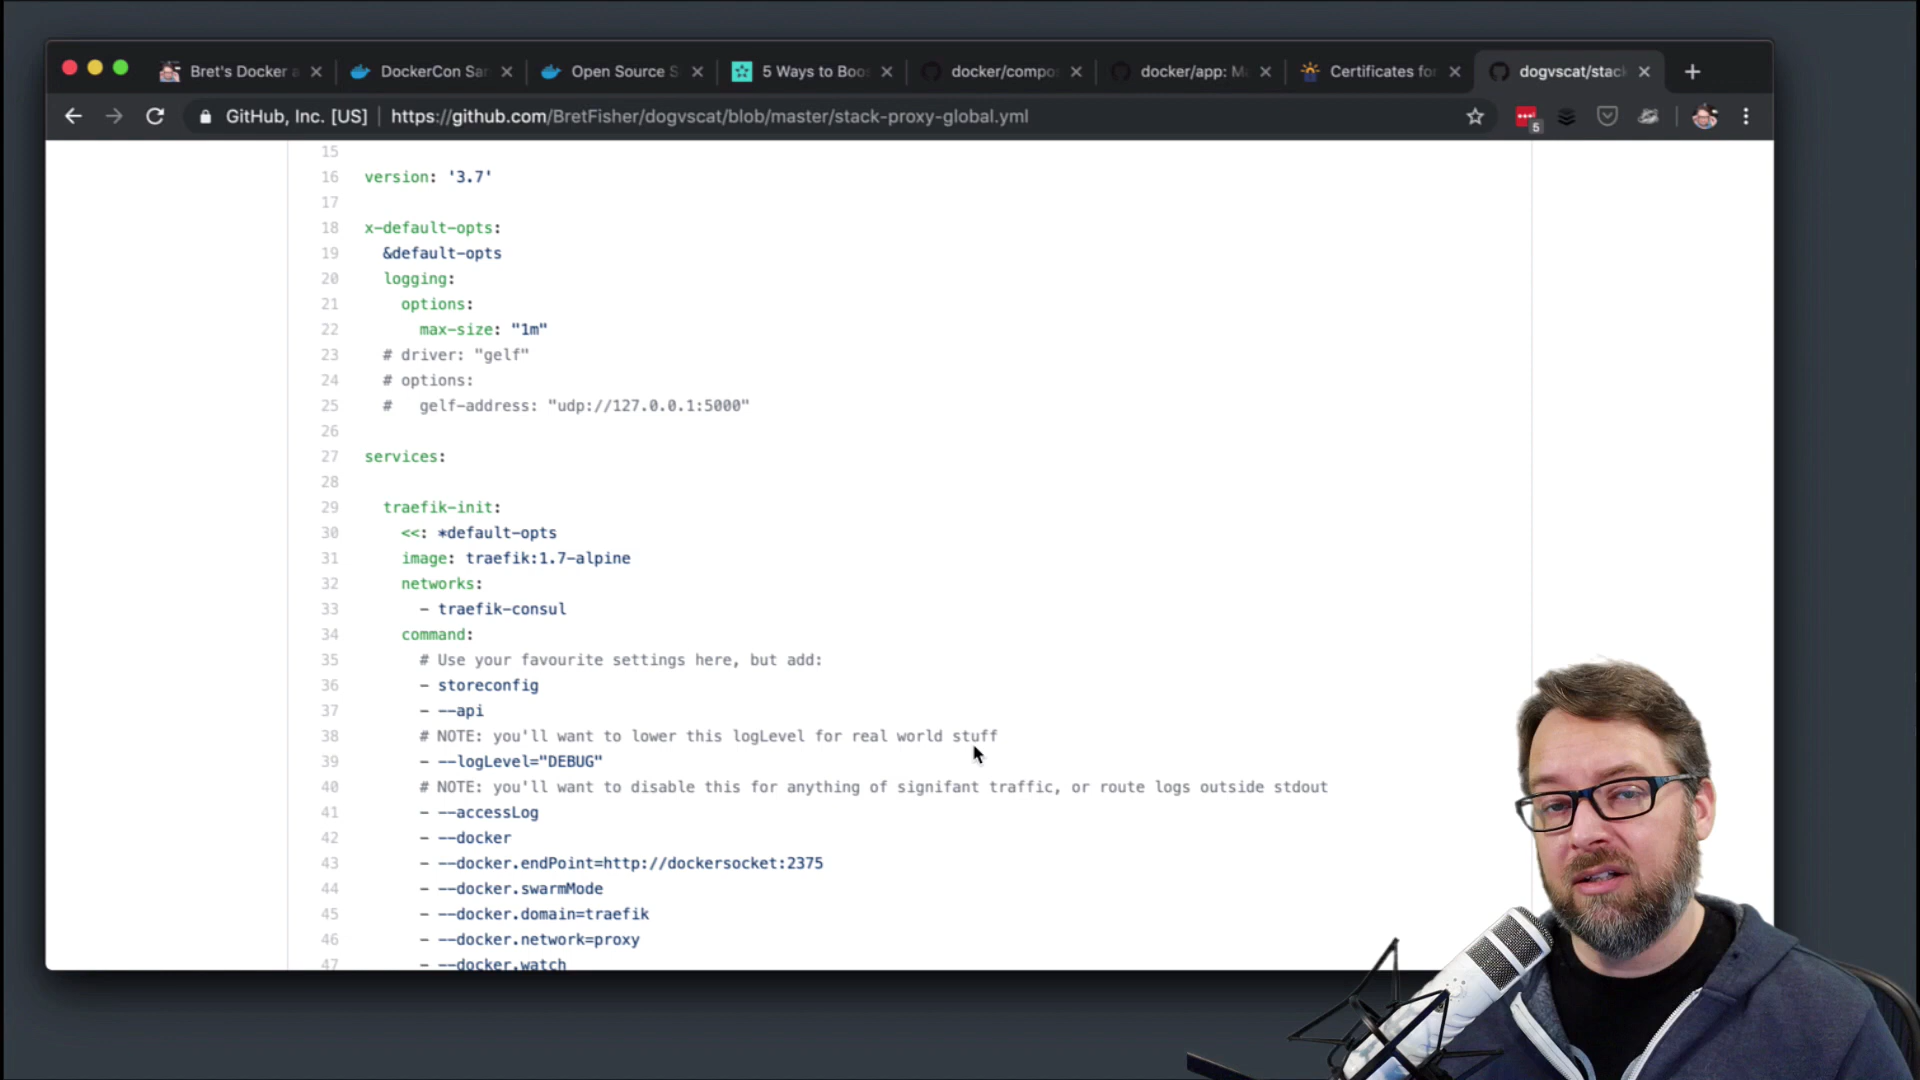 Bret's Docker a
DockerCon Sa
Open Source S
5 Ways to Boo
docker/compo
docker/app: M
Certificates for
dogvscat/stac
GitHub, Inc. [US]
https://github.com/BretFisher/dogvscat/blob/master/stack-proxy-global.yml
5
15
16 version: '3.7'
17
18 x-default-opts:
19 &default-opts
20 logging:
21 options:
22 max-size: "1m"
23 # driver: "gelf"
24 # options:
25 # gelf-address: "udp://127.0.0.1:5000"
26
27 services:
28
29 traefik-init:
30 <<: *default-opts
31 image: traefik:1.7-alpine
32 networks:
33 - traefik-consul
34 command:
35 # Use your favourite settings here, but add:
36 - storeconfig
37 - --api
38 # NOTE: you'll want to lower this logLevel for real world stuff
39 - --logLevel="DEBUG"
40 # NOTE: you'll want to disable this for anything of signifant traffic, or route logs outside stdout
41 - --accessLog
42 - --docker
43 - --docker.endPoint=http://dockersocket:2375
44 - --docker.swarmMode
45 - --docker.domain=traefik
46 - --docker.network=proxy
47 - --docker.watch